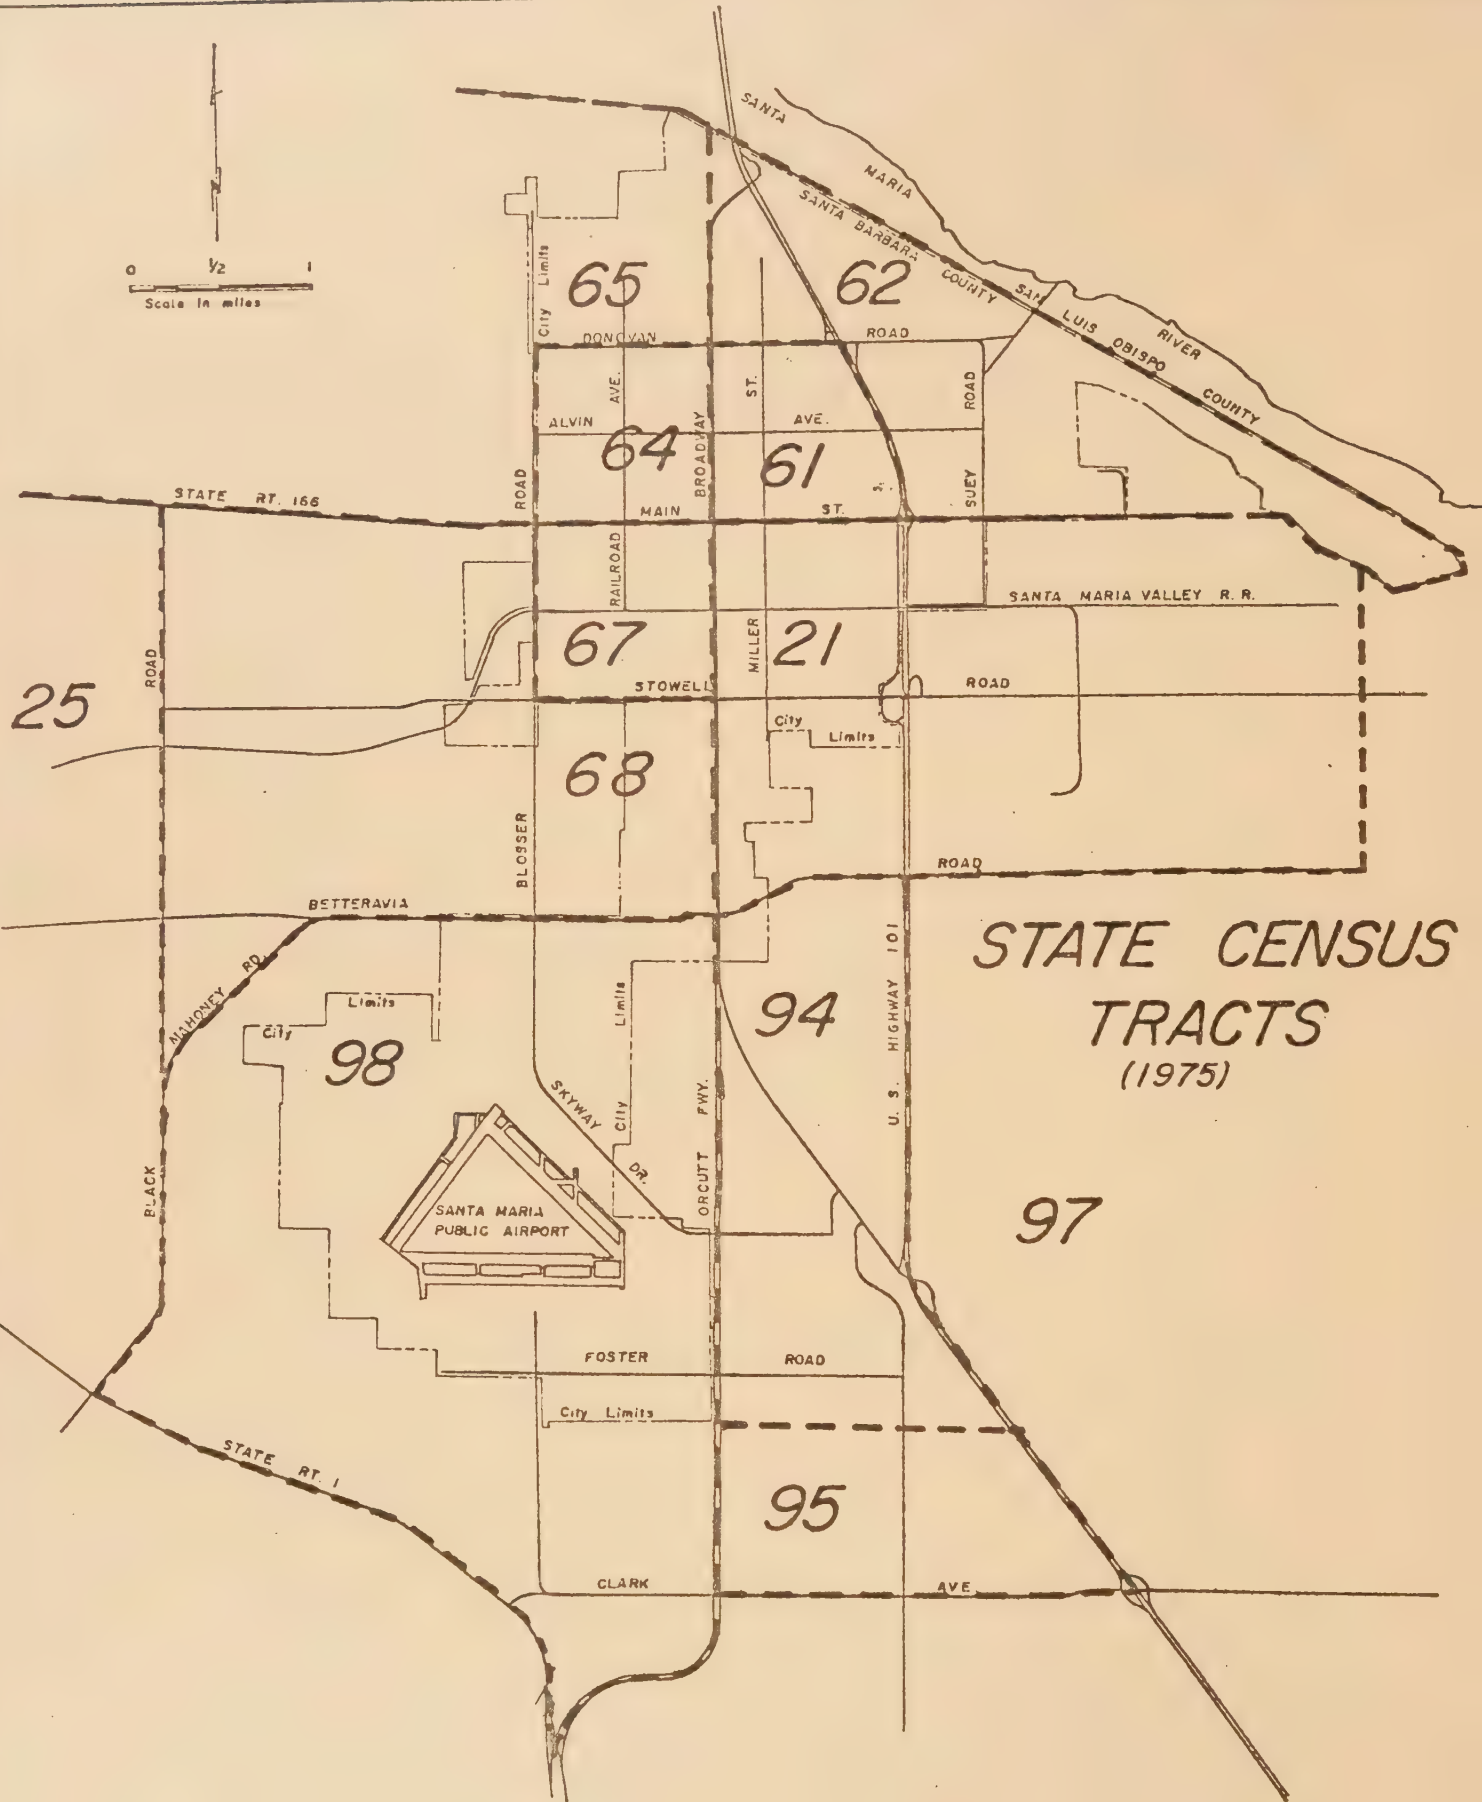 SANTA
MARIA
RIVER
SANTA BARBARA COUNTY
SAN LUIS OBISPO COUNTY
0 1/2 1
Scale in miles
City Limits
65
62
DONOVAN ROAD
AVE.
ST.
ROAD
ALVIN AVE.
64
61
BROADWAY
ROAD
SUEY
STATE RT. 166
MAIN ST.
RAILROAD
SANTA MARIA VALLEY R. R.
ROAD
67
MILLER
21
25
STOWELL ROAD
City Limits
68
BLOSSER
ROAD
BETTERAVIA
STATE CENSUS
TRACTS
(1975)
MAHONEY RD.
City Limits
98
City Limits
94
U. S. HIGHWAY 101
SKYWAY DR.
ORCUTT FWY.
BLACK
SANTA MARIA
PUBLIC AIRPORT
97
FOSTER ROAD
City Limits
STATE RT. 1
95
CLARK AVE